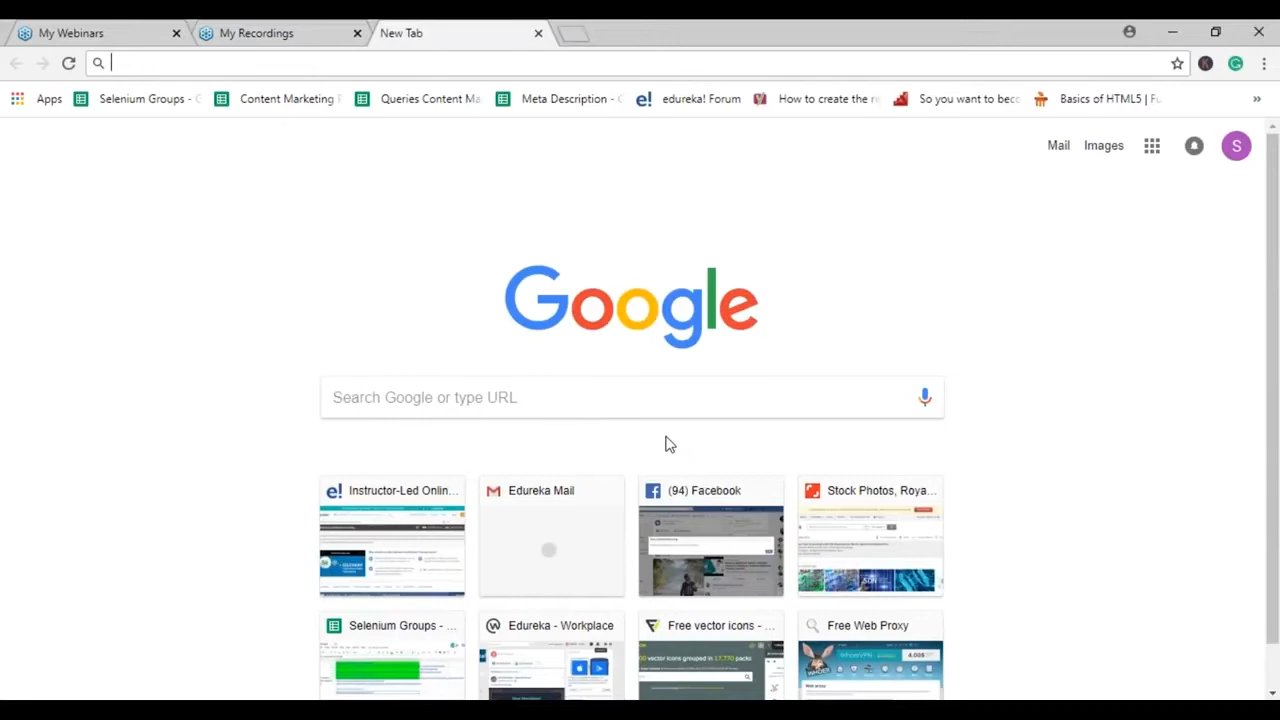 My Webinars
My Recordings
New Tab
Apps
Selenium Groups -
Content Marketing
Queries Content Ma
Meta Description -
edureka! Forum
How to create the re
So you want to becc
Basics of HTML5 | Fu
»
Mail
Images
S
Google
Search Google or type URL
e! Instructor-Led Onlin...
Edureka Mail
(94) Facebook
Stock Photos, Roya...
Selenium Groups - ...
Edureka - Workplace
Free vector icons - ...
Free Web Proxy